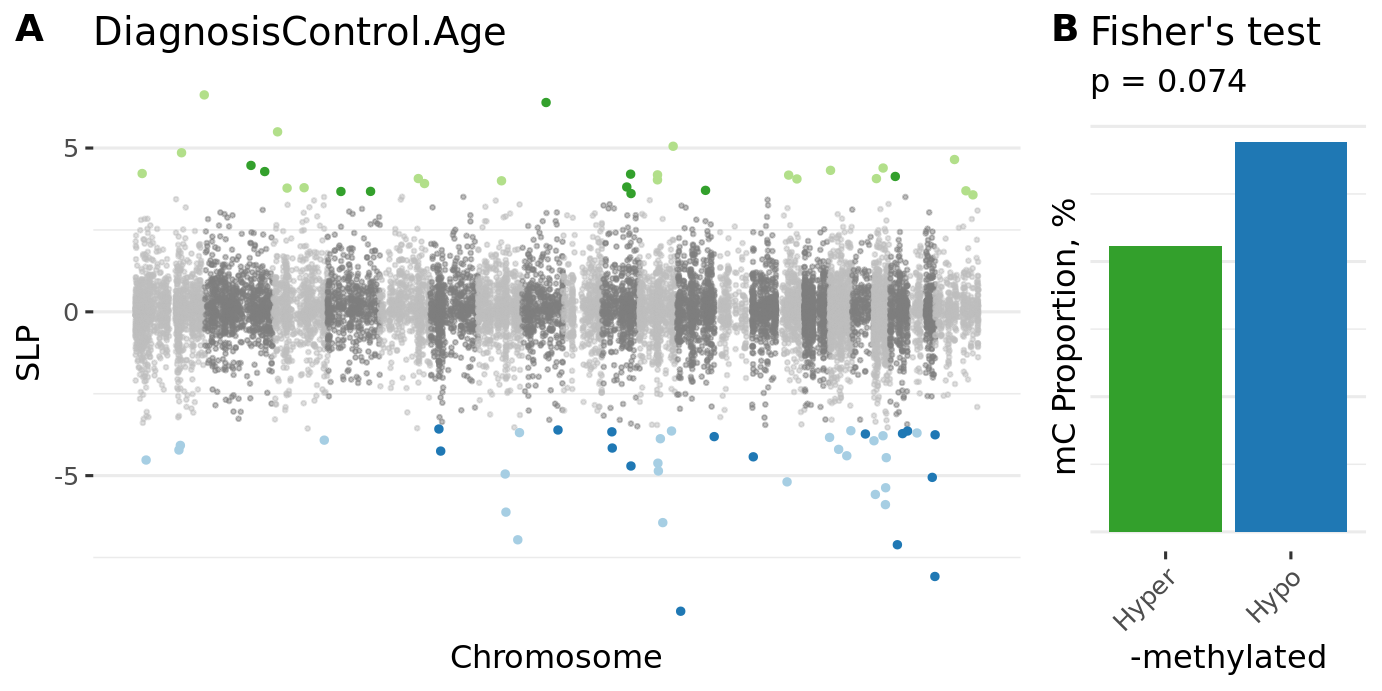 A DiagnosisControl.Age
5
0
-5
SLP
Chromosome
B Fisher's test
p = 0.074
mC Proportion, %
Hyper
Hypo
-methylated